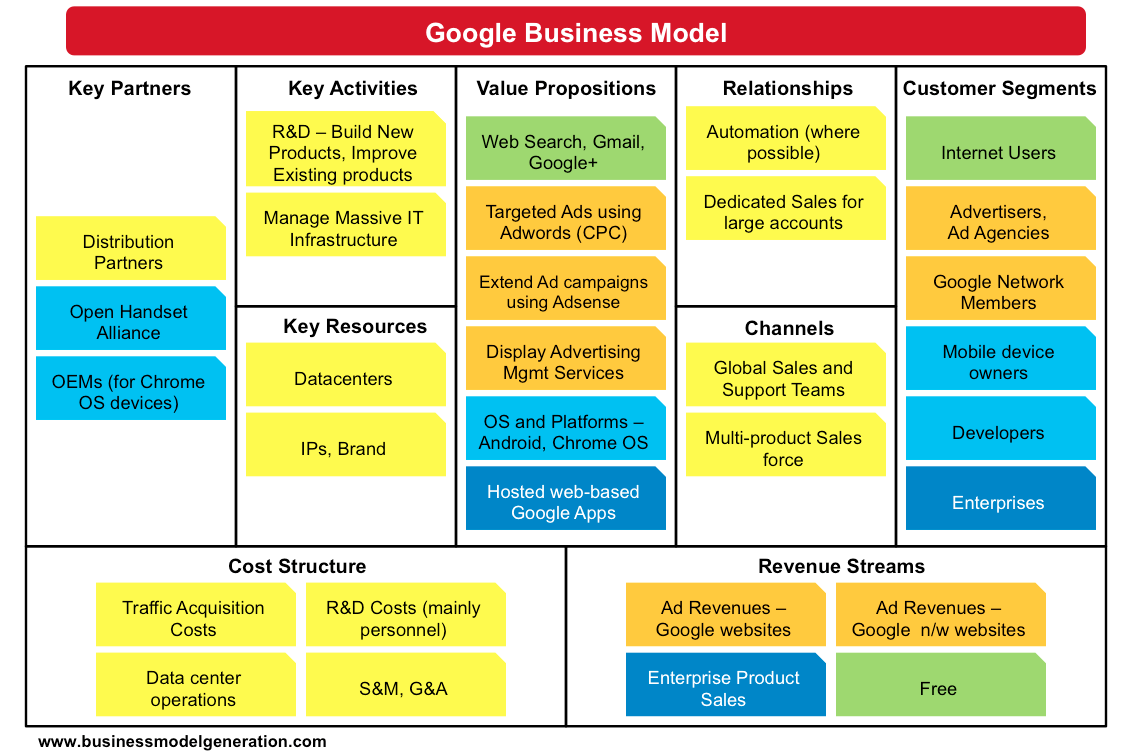 Google Business Model
Key Partners
Distribution
Partners
Open Handset
Alliance
OEMs (for Chrome
OS devices)
Key Activities
R&D – Build New
Products, Improve
Existing products
Manage Massive IT
Infrastructure
Key Resources
Datacenters
IPs, Brand
Value Propositions
Web Search, Gmail,
Google+
Targeted Ads using
Adwords (CPC)
Extend Ad campaigns
using Adsense
Display Advertising
Mgmt Services
OS and Platforms –
Android, Chrome OS
Hosted web-based
Google Apps
Relationships
Automation (where
possible)
Dedicated Sales for
large accounts
Channels
Global Sales and
Support Teams
Multi-product Sales
force
Customer Segments
Internet Users
Advertisers,
Ad Agencies
Google Network
Members
Mobile device
owners
Developers
Enterprises
Cost Structure
Traffic Acquisition
Costs
R&D Costs (mainly
personnel)
Data center
operations
S&M, G&A
Revenue Streams
Ad Revenues –
Google websites
Ad Revenues –
Google n/w websites
Enterprise Product
Sales
Free
www.businessmodelgeneration.com